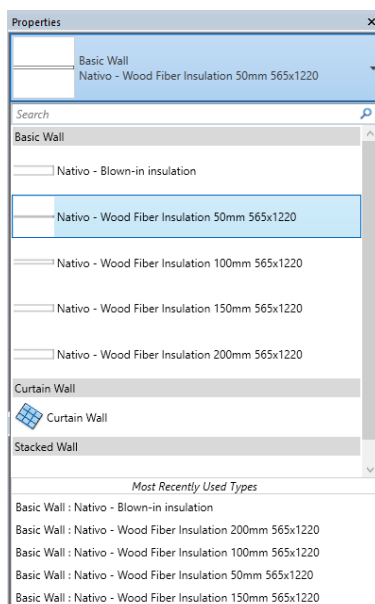 Properties
Basic Wall
Nativo - Wood Fiber Insulation 50mm 565x1220
Search
Basic Wall
Nativo - Blown-in insulation
Nativo - Wood Fiber Insulation 50mm 565x1220
Nativo - Wood Fiber Insulation 100mm 565x1220
Nativo - Wood Fiber Insulation 150mm 565x1220
Nativo - Wood Fiber Insulation 200mm 565x1220
Curtain Wall
Curtain Wall
Stacked Wall
Most Recently Used Types
Basic Wall : Nativo - Blown-in insulation
Basic Wall : Nativo - Wood Fiber Insulation 200mm 565x1220
Basic Wall : Nativo - Wood Fiber Insulation 100mm 565x1220
Basic Wall : Nativo - Wood Fiber Insulation 50mm 565x1220
Basic Wall : Nativo - Wood Fiber Insulation 150mm 565x1220